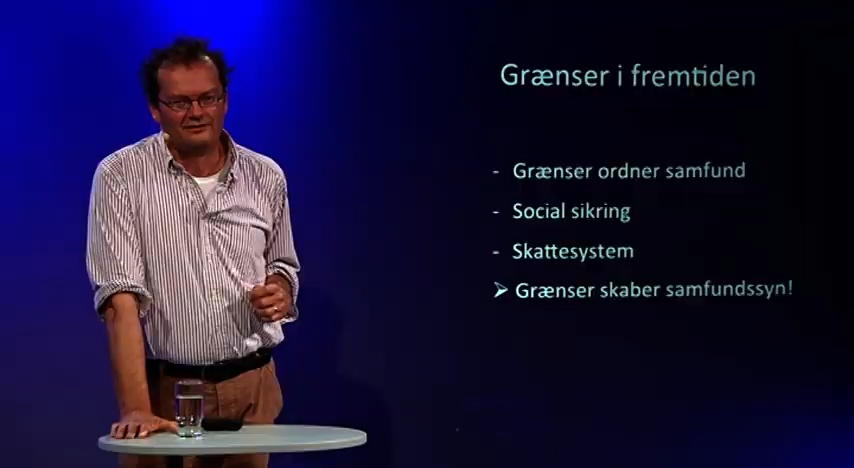 Grænser i fremtiden
- Grænser ordner samfund
- Social sikring
- Skattesystem
➢ Grænser skaber samfundssyn!